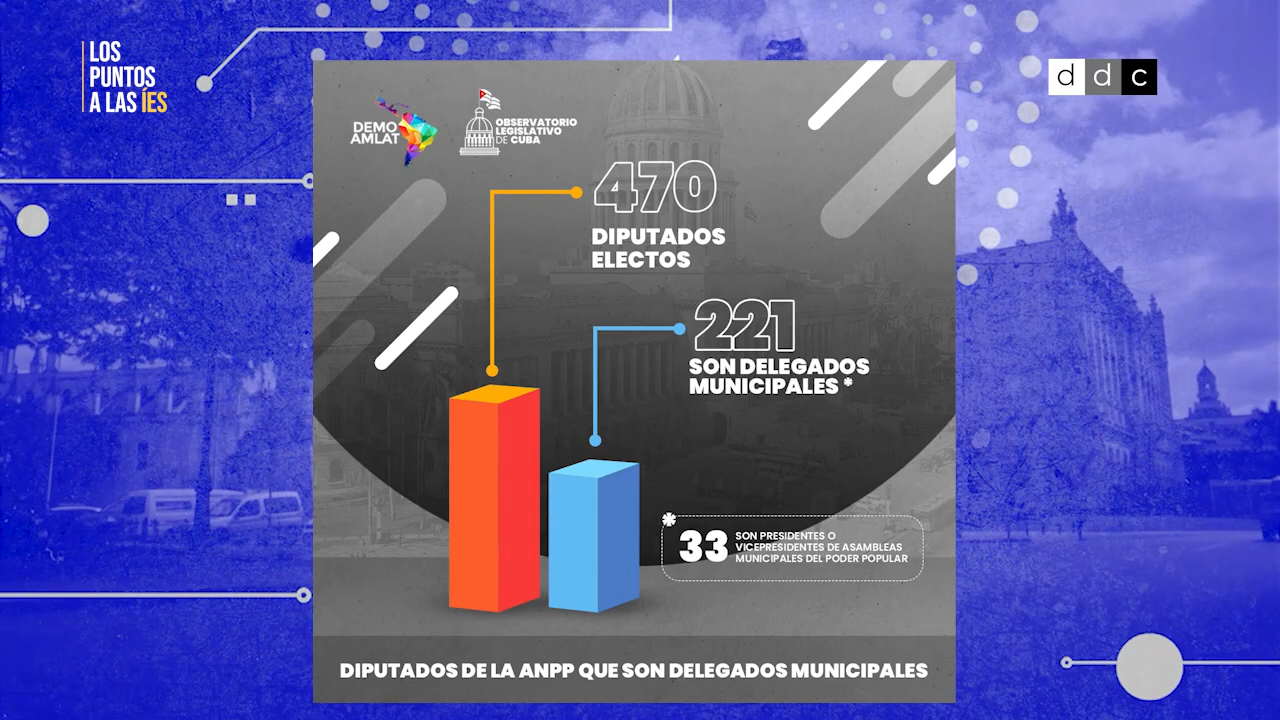 LOS
PUNTOS
A LAS ÍES
d d c
DEMO
AMLAT
OBSERVATORIO
LEGISLATIVO
DE CUBA
470
DIPUTADOS
ELECTOS
221
SON DELEGADOS
MUNICIPALES *
* 33
SON PRESIDENTES O
VICEPRESIDENTES DE ASAMBLEAS
MUNICIPALES DEL PODER POPULAR
DIPUTADOS DE LA ANPP QUE SON DELEGADOS MUNICIPALES